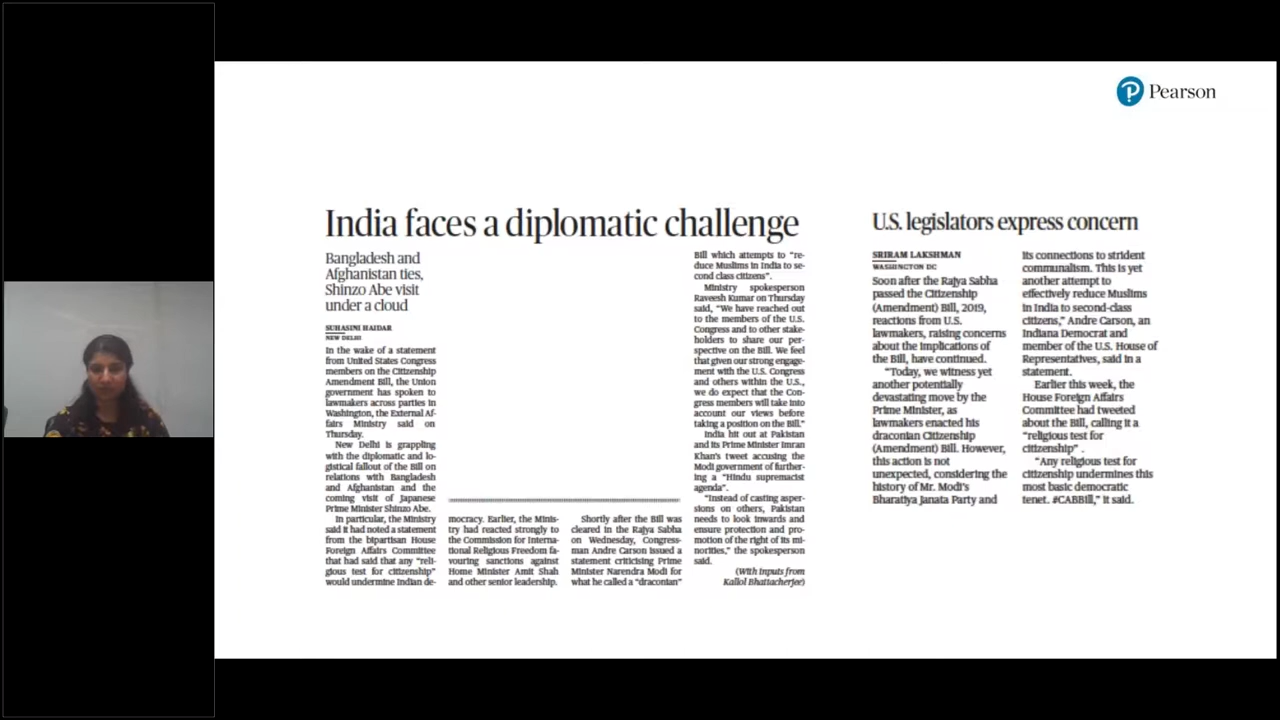 Pearson
India faces a diplomatic challenge
Bangladesh and
Afghanistan ties,
Shinzo Abe visit
under a cloud
SUHASINI HAIDAR
NEW DELHI
In the wake of a statement
from United States Congress
members on the Citizenship
Amendment Bill, the Union
government has spoken to
lawmakers across parties in
Washington, the External Af-
fairs Ministry said on
Thursday.
New Delhi is grappling
with the diplomatic and lo-
gistical fallout of the Bill on
relations with Bangladesh
and Afghanistan and the
coming visit of Japanese
Prime Minister Shinzo Abe.
In particular, the Ministry
said it had noted a statement
from the bipartisan House
Foreign Affairs Committee
that had said that any "reli-
gious test for citizenship"
would undermine Indian de-
mocracy. Earlier, the Minis-
try had reacted strongly to
the Commission for Interna-
tional Religious Freedom fa-
vouring sanctions against
Home Minister Amit Shah
and other senior leadership.
Shortly after the Bill was
cleared in the Rajya Sabha
on Wednesday, Congress-
man Andre Carson issued a
statement criticising Prime
Minister Narendra Modi for
what he called a "draconian"
Bill which attempts to "re-
duce Muslims in India to se-
cond class citizens".
Ministry spokesperson
Raveesh Kumar on Thursday
said, "We have reached out
to the members of the U.S.
Congress and to other stake-
holders to share our per-
spective on the Bill. We feel
that given our strong engage-
ment with the U.S. Congress
and others within the U.S.,
we do expect that the Con-
gress members will take into
account our views before
taking a position on the Bill."
India hit out at Pakistan
and its Prime Minister Imran
Khan's tweet accusing the
Modi government of further-
ing a "Hindu supremacist
agenda".
"Instead of casting asper-
sions on others, Pakistan
needs to look inwards and
ensure protection and pro-
motion of the right of its mi-
norities," the spokesperson
said.
(With inputs from
Kallol Bhattacherjee)
U.S. legislators express concern
SRIRAM LAKSHMAN
WASHINGTON DC
Soon after the Rajya Sabha
passed the Citizenship
(Amendment) Bill, 2019,
reactions from U.S.
lawmakers, raising concerns
about the implications of
the Bill, have continued.
"Today, we witness yet
another potentially
devastating move by the
Prime Minister, as
lawmakers enacted his
draconian Citizenship
(Amendment) Bill. However,
this action is not
unexpected, considering the
history of Mr. Modi's
Bharatiya Janata Party and
its connections to strident
communalism. This is yet
another attempt to
effectively reduce Muslims
in India to second-class
citizens," Andre Carson, an
Indiana Democrat and
member of the U.S. House of
Representatives, said in a
statement.
Earlier this week, the
House Foreign Affairs
Committee had tweeted
about the Bill, calling it a
"religious test for
citizenship" .
"Any religious test for
citizenship undermines this
most basic democratic
tenet. #CABBill," it said.